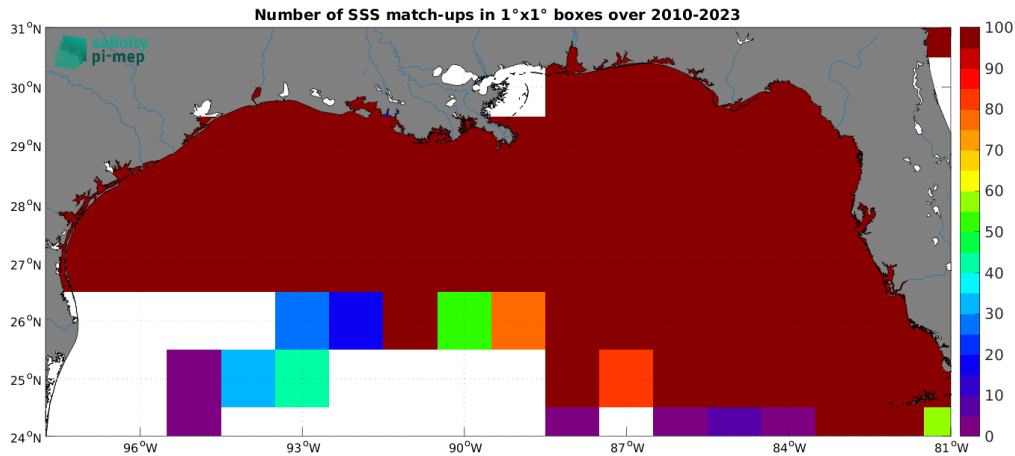 Number of SSS match-ups in 1°x1° boxes over 2010-2023
salinity
pi-mep
31°N
30°N
29°N
28°N
27°N
26°N
25°N
24°N
96°W 93°W 90°W 87°W 84°W 81°W
100
90
80
70
60
50
40
30
20
10
0